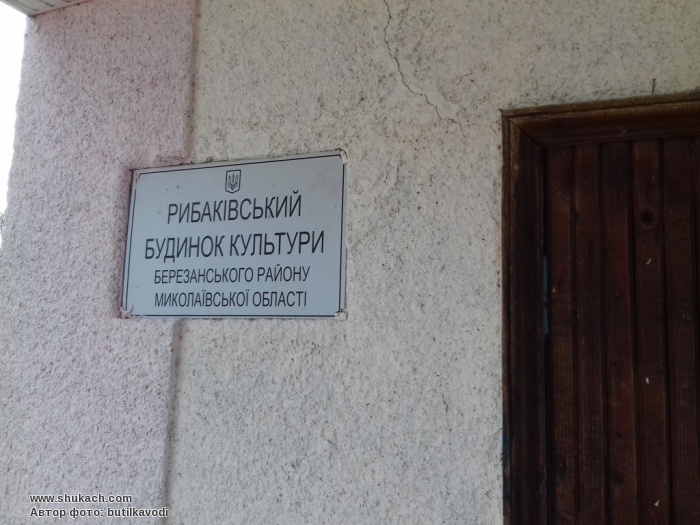 РИБАКІВСЬКИЙ
БУДИНОК КУЛЬТУРИ
БЕРЕЗАНСЬКОГО РАЙОНУ
МИКОЛАЇВСЬКОЇ ОБЛАСТІ
www.shukach.com
Автор фото: butilkavodi